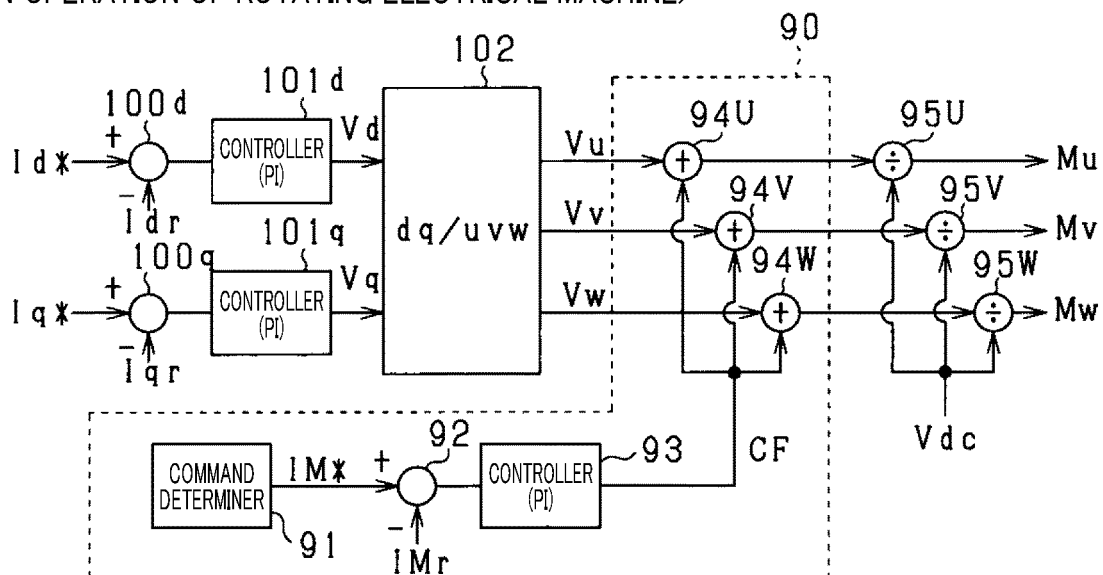 N OPERATION OF ROTATING ELECTRICAL MACHINE>
90
102
101d
100d
94U
95U
Id*
+
-
Idr
CONTROLLER
(PI)
Vd
Vu
+
÷
Mu
101q
100q
dq/uvw
94V
95V
Vv
+
÷
Mv
Iq*
+
-
Iqr
CONTROLLER
(PI)
Vq
94W
95W
Vw
+
÷
Mw
92
93
CF
Vdc
COMMAND
DETERMINER
IM*
+
-
IMr
CONTROLLER
(PI)
91